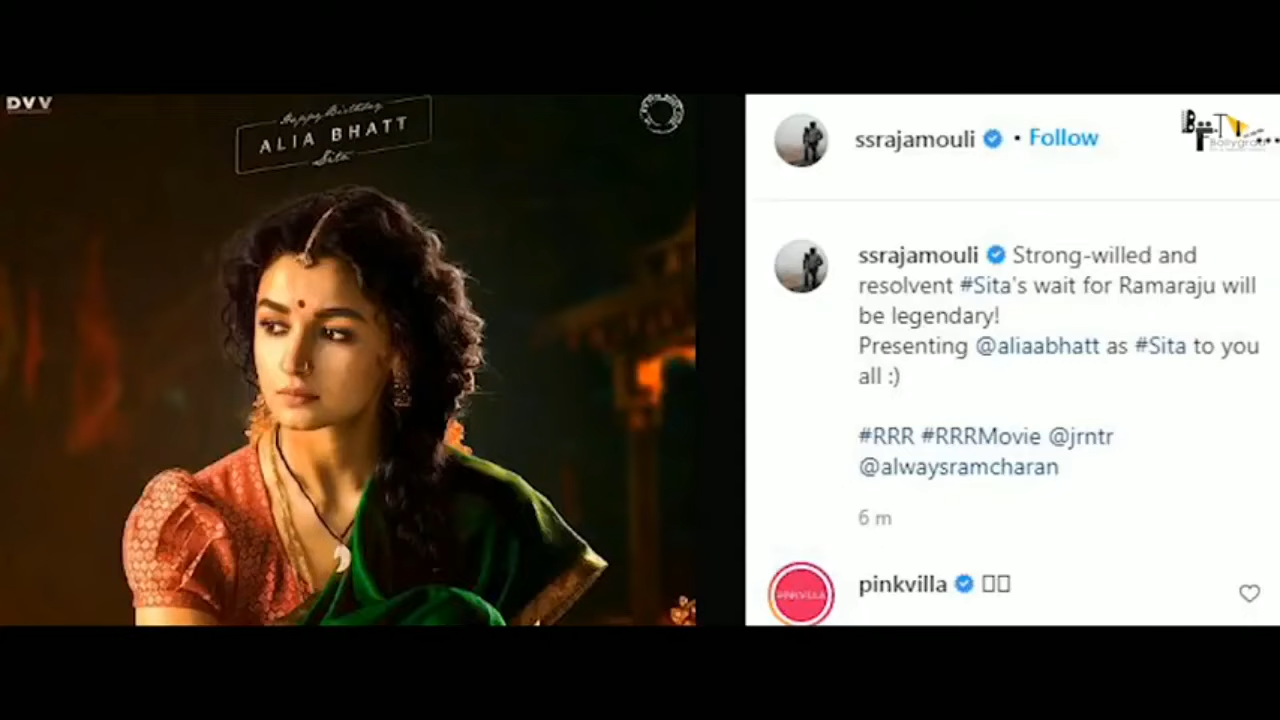 DVV
Happy Birthday
ALIA BHATT
Sita
ssrajamouli • Follow
ssrajamouli Strong-willed and
resolvent #Sita's wait for Ramaraju will
be legendary!
Presenting @aliaabhatt as #Sita to you
all :)
#RRR #RRRMovie @jrntr
@alwaysramcharan
6 m
PINKVILLA
pinkvilla